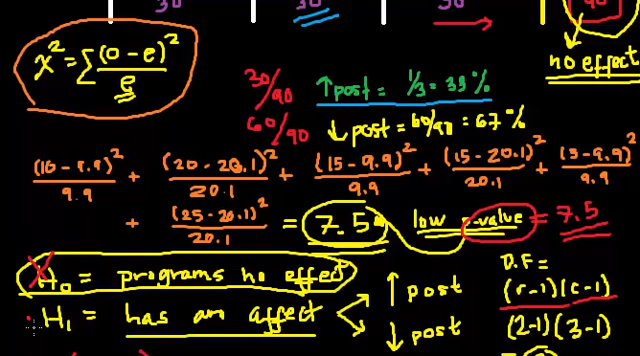 30 30 30 90
no effect
x² = Σ (o - e)² / e
30/90
↑ post = 1/3 = 33%
60/90
↓ post = 60/90 = 67%
(10 - 9.9)² / 9.9 + (20 - 20.1)² / 20.1 + (15 - 9.9)² / 9.9 + (15 - 20.1)² / 20.1 + (5 - 9.9)² / 9.9
+ (25 - 20.1)² / 20.1 = 7.5 low p-value = 7.5
H₀ = programs no effect
D.F =
(r-1)(c-1)
H₁ = has an affect ↑ post
↓ post
(2-1)(3-1)